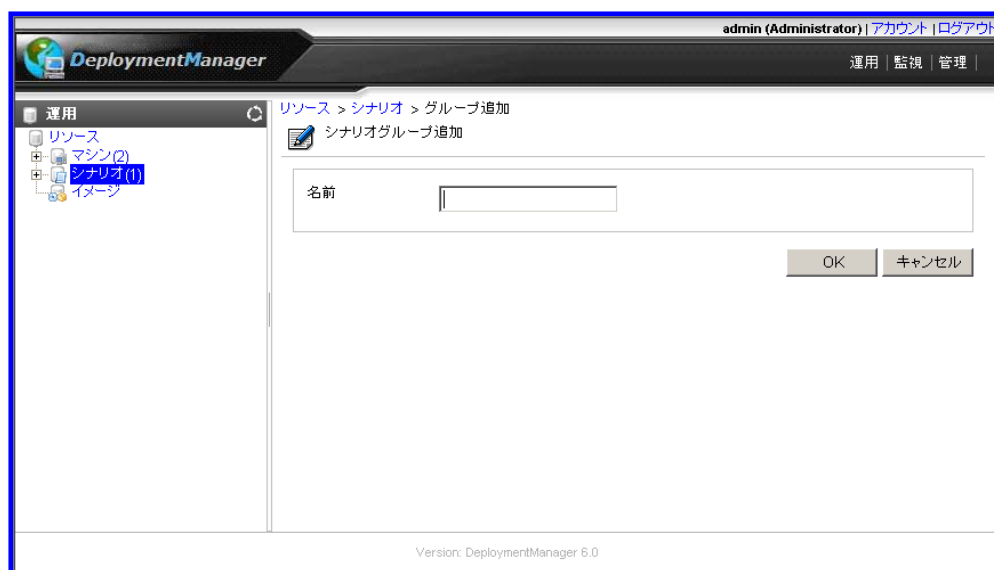 admin (Administrator) | アカウント | ログアウト
DeploymentManager
運用 | 監視 | 管理 |
運用
リソース
マシン(2)
シナリオ(1)
イメージ
リソース > シナリオ > グループ追加
シナリオグループ追加
名前
OK キャンセル
Version: DeploymentManager 6.0